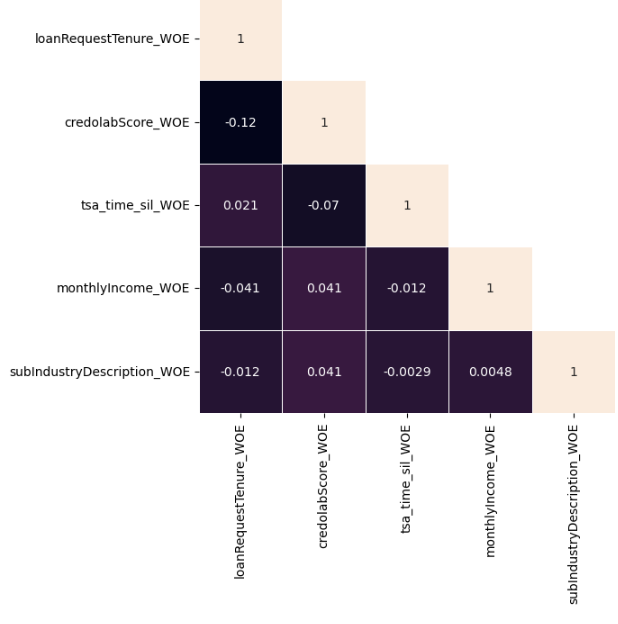 loanRequestTenure_WOE 1
credolabScore_WOE -0.12 1
tsa_time_sil_WOE 0.021 -0.07 1
monthlyIncome_WOE -0.041 0.041 -0.012 1
subIndustryDescription_WOE -0.012 0.041 -0.0029 0.0048 1
loanRequestTenure_WOE
credolabScore_WOE
tsa_time_sil_WOE
monthlyIncome_WOE
subIndustryDescription_WOE